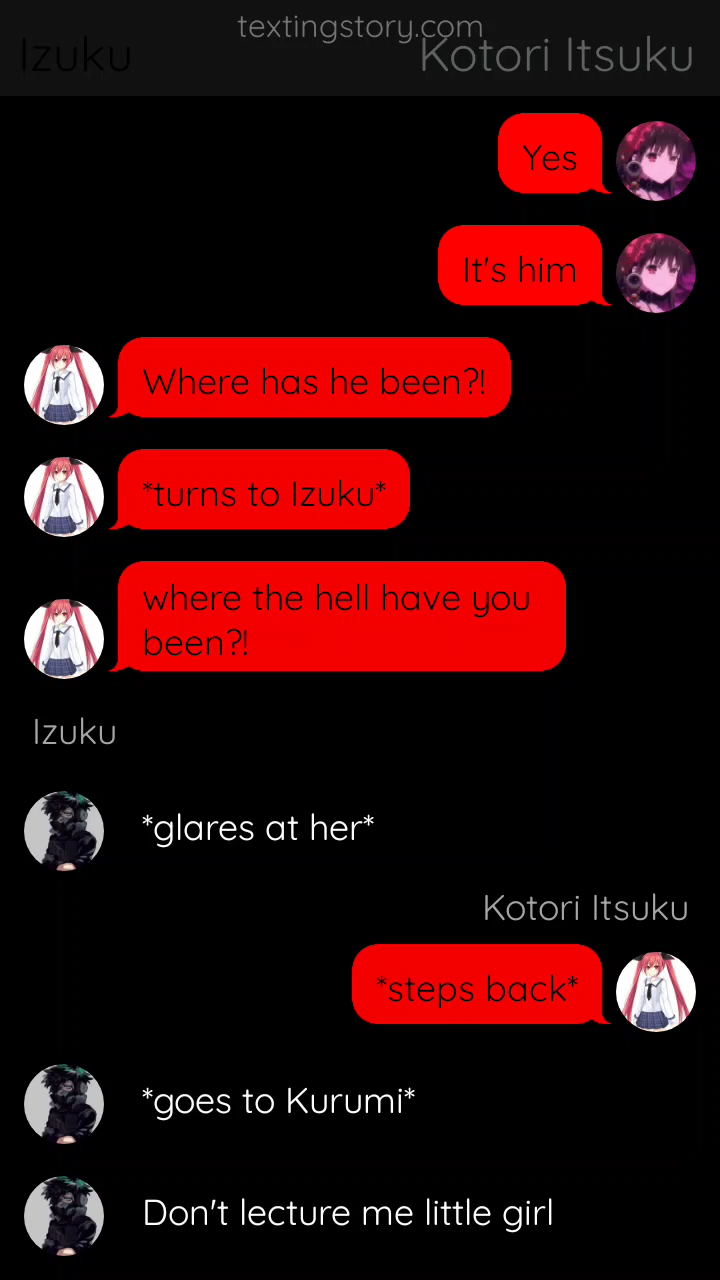 textingstory.com
Izuku
Kotori Itsuku
Yes
It's him
Where has he been?!
*turns to Izuku*
where the hell have you
been?!
Izuku
*glares at her*
Kotori Itsuku
*steps back*
*goes to Kurumi*
Don't lecture me little girl